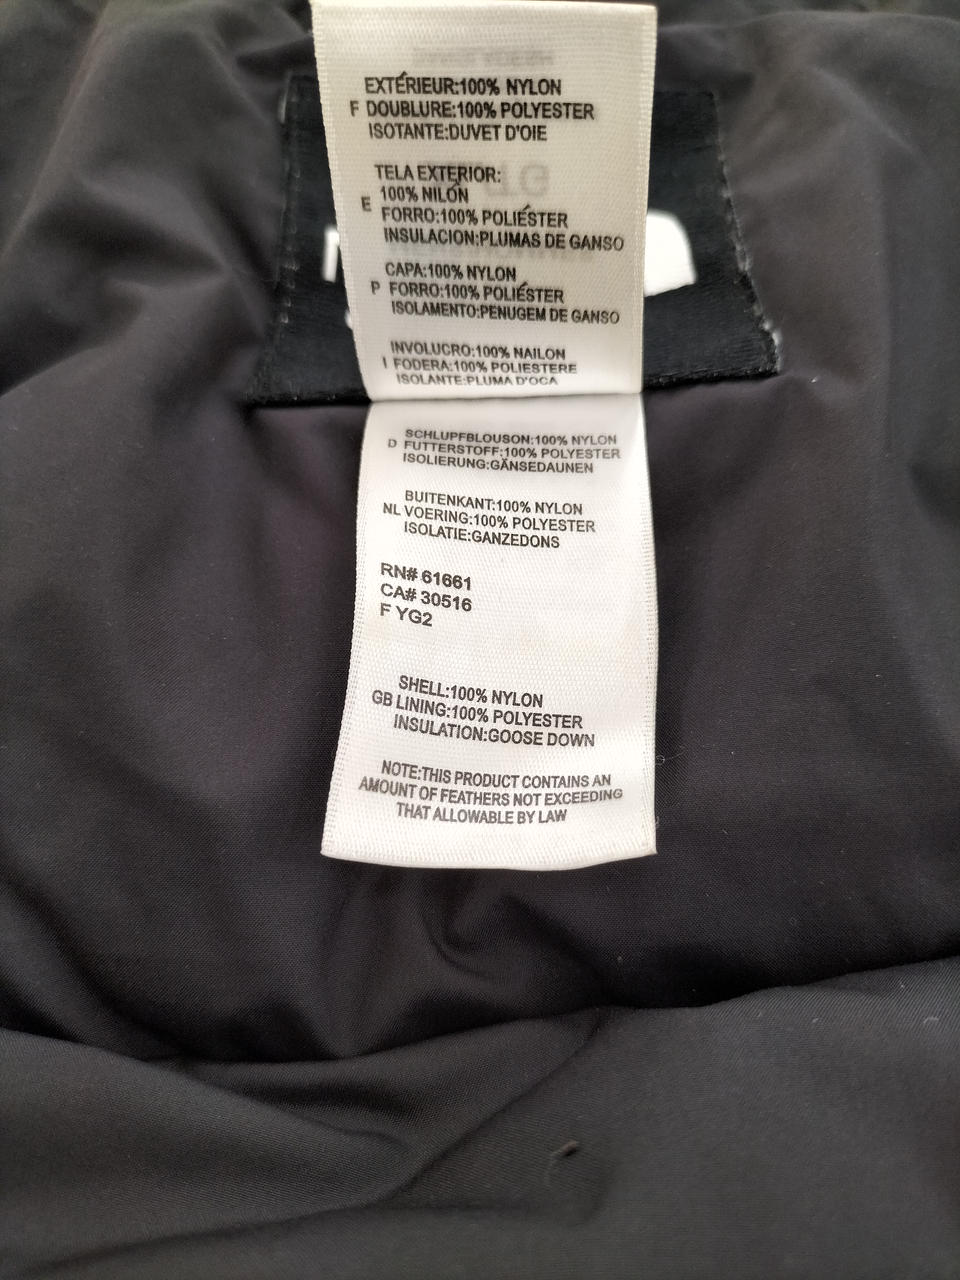 EXTÉRIEUR:100% NYLON
F DOUBLURE:100% POLYESTER
ISOTANTE:DUVET D'OIE
TELA EXTERIOR:
E 100% NILÓN
FORRO:100% POLIÉSTER
INSULACION:PLUMAS DE GANSO
CAPA:100% NYLON
P FORRO:100% POLIÉSTER
ISOLAMENTO:PENUGEM DE GANSO
INVOLUCRO:100% NAILON
I FODERA:100% POLIESTERE
ISOLANTE:PLUMA D'OCA
SCHLUPFBLOUSON:100% NYLON
D FUTTERSTOFF:100% POLYESTER
ISOLIERUNG:GÄNSEDAUNEN
BUITENKANT:100% NYLON
NL VOERING:100% POLYESTER
ISOLATIE:GANZEDONS
RN# 61661
CA# 30516
F YG2
SHELL:100% NYLON
GB LINING:100% POLYESTER
INSULATION:GOOSE DOWN
NOTE:THIS PRODUCT CONTAINS AN
AMOUNT OF FEATHERS NOT EXCEEDING
THAT ALLOWABLE BY LAW